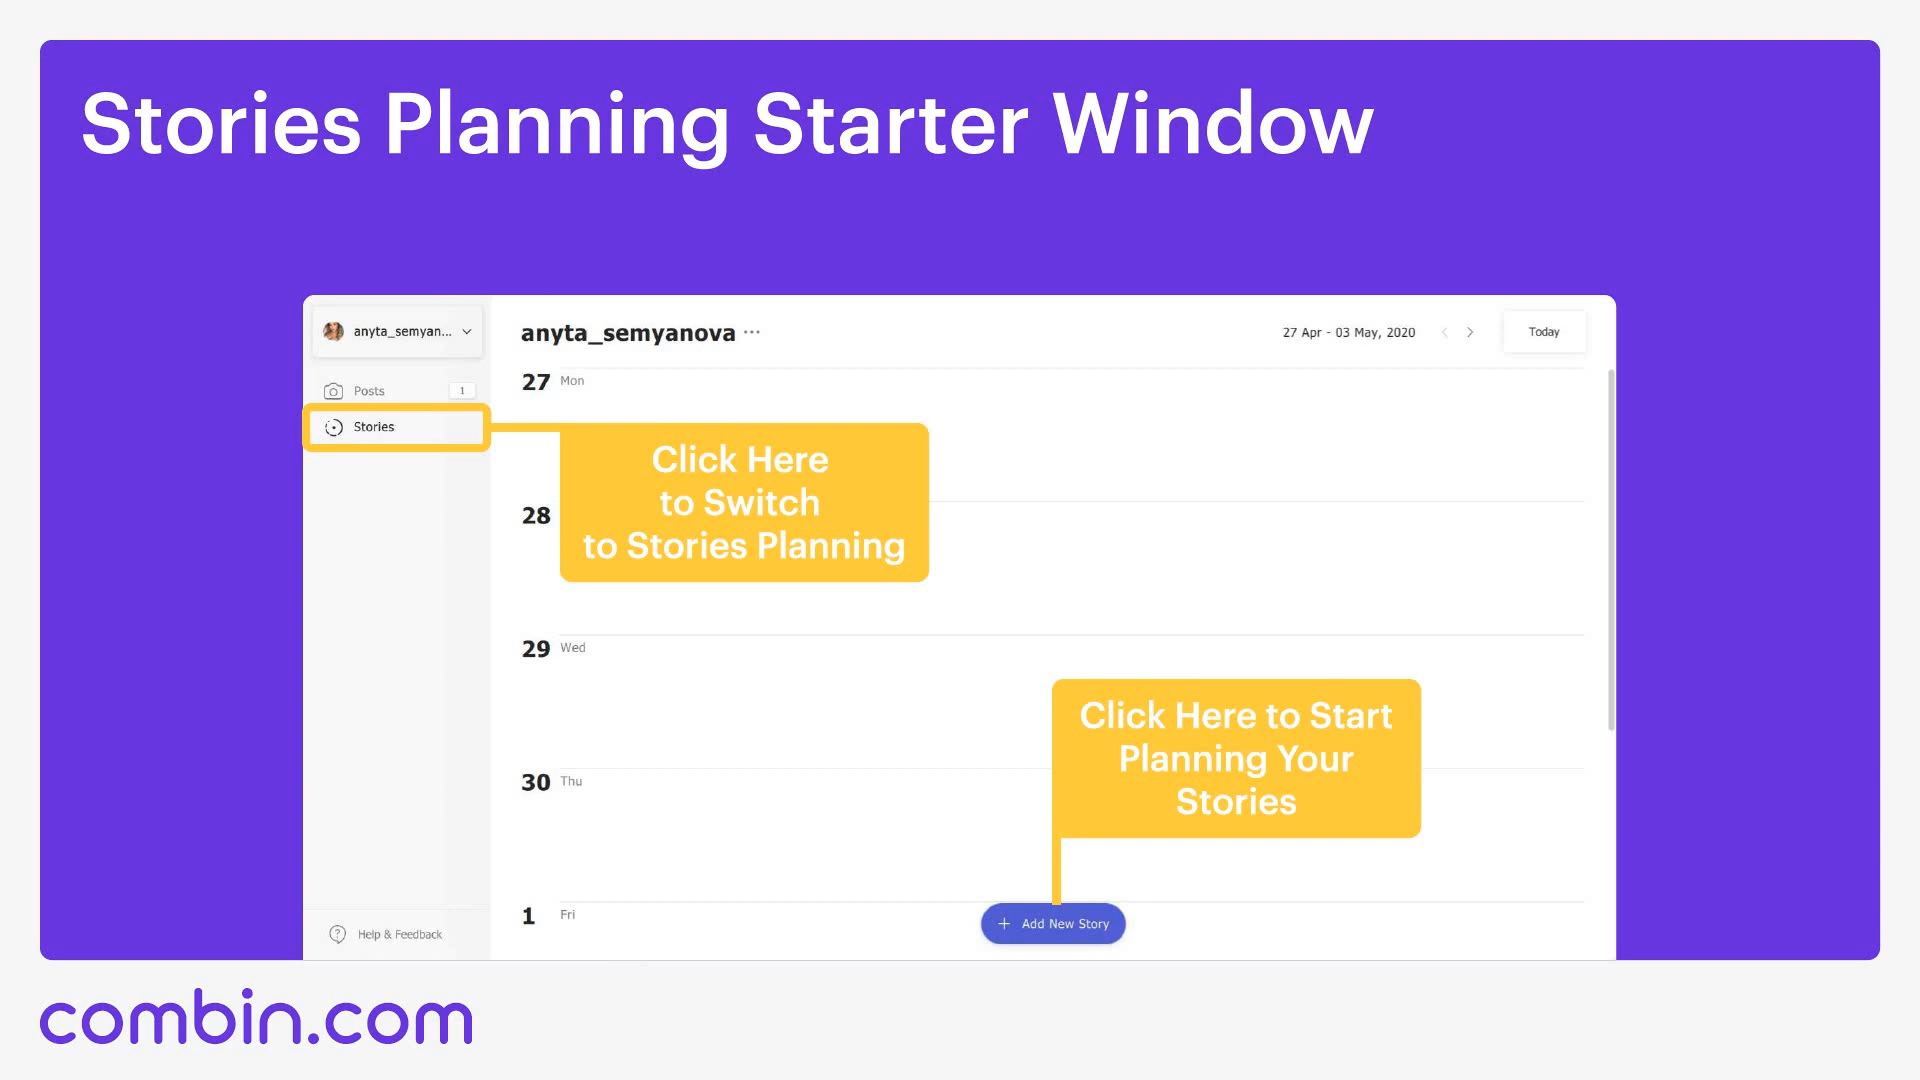 Stories Planning Starter Window
anyta_semyan...
anyta_semyanova ...
27 Apr - 03 May, 2020
Today
Posts
1
Stories
27 Mon
Click Here
to Switch
to Stories Planning
28
29 Wed
Click Here to Start
Planning Your
Stories
30 Thu
1 Fri
+ Add New Story
? Help & Feedback
combin.com